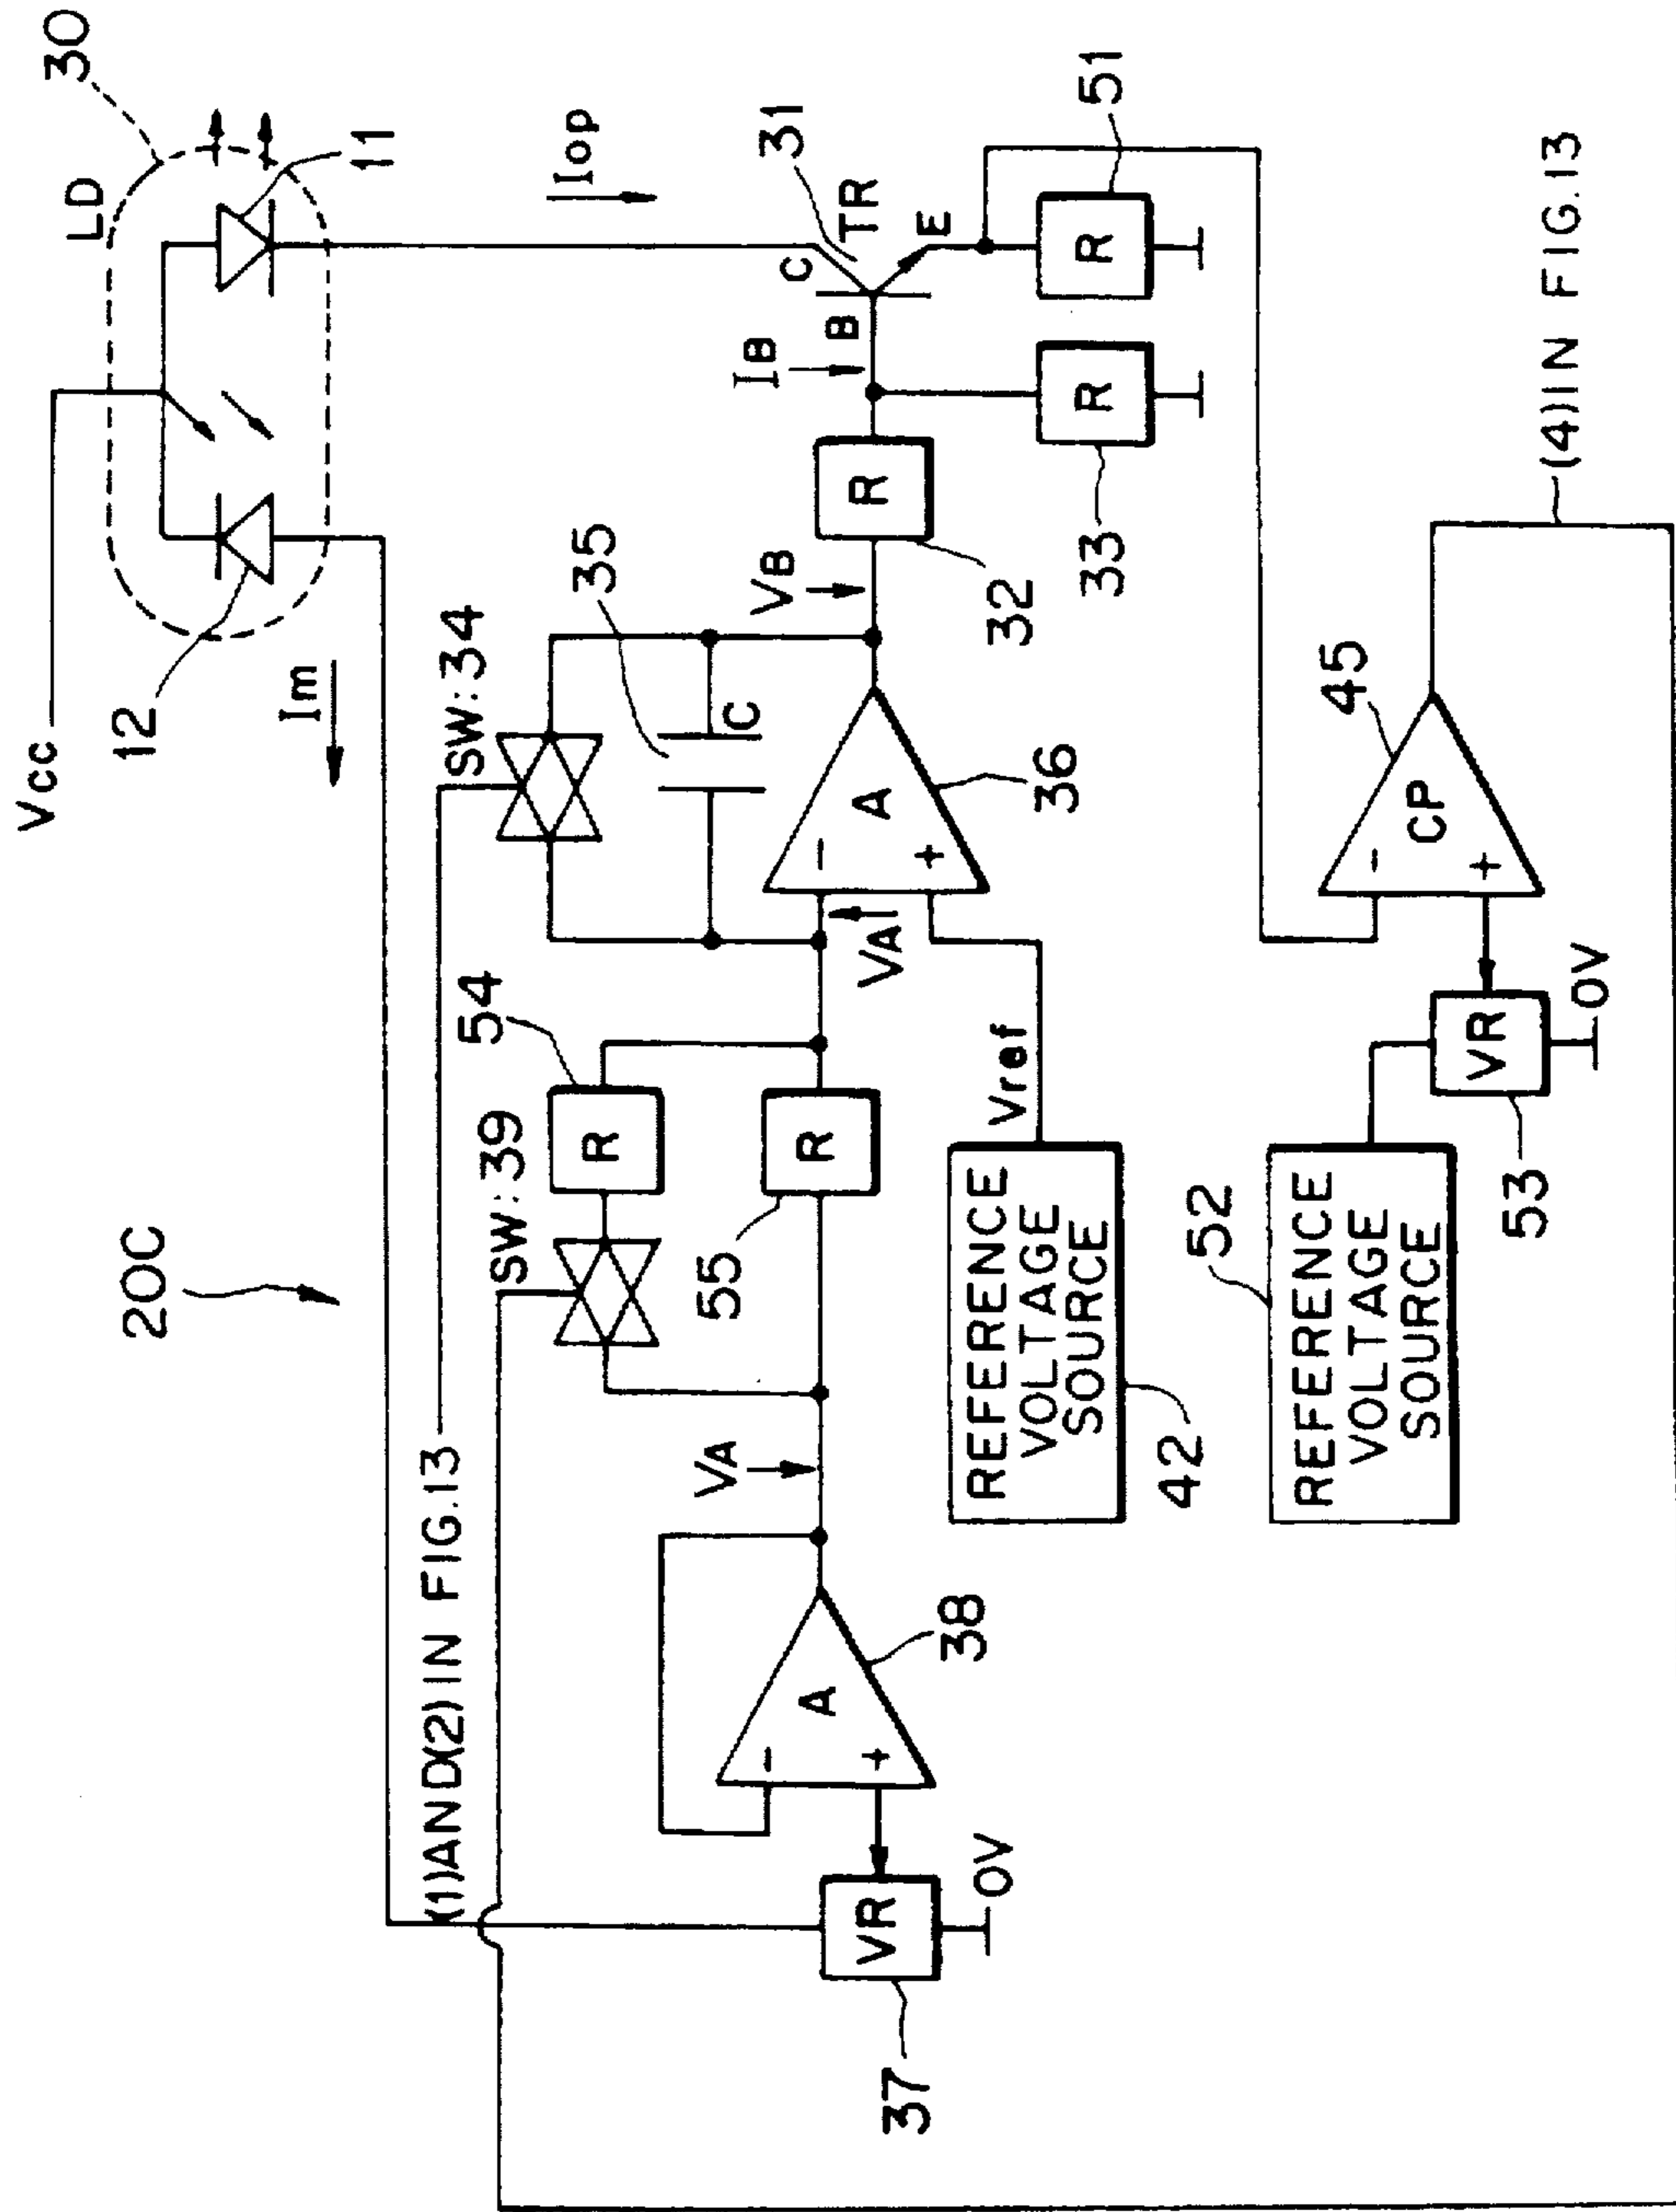 20C
Vcc
LD
30
12
11
Im
Iop
(1)AND(2)IN FIG.13
SW:39
54
SW:34
35
C
VB
IB
C
31
TR
B
E
VA
R
R
55
VA
A
-
+
36
R
32
R
33
R
51
A
-
+
38
VR
37
0V
Vref
REFERENCE
VOLTAGE
SOURCE
42
REFERENCE
VOLTAGE
SOURCE
52
VR
53
0V
CP
-
+
45
(4)IN FIG.13